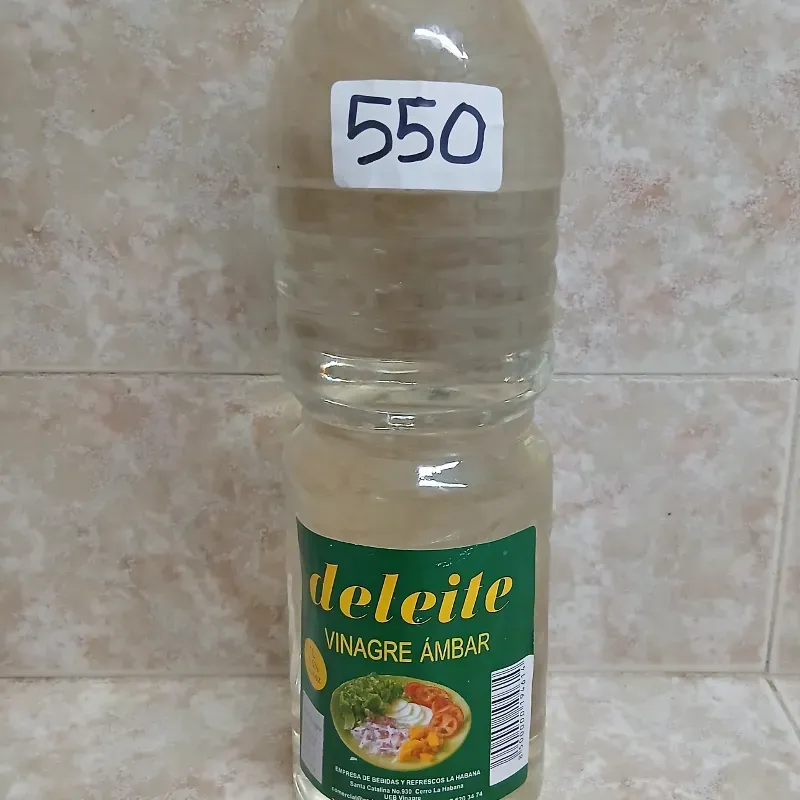 550
deleite
VINAGRE ÁMBAR
EMPRESA DE BEBIDAS Y REFRESCOS LA HABANA
Santa Catalina No.930 Cerro La Habana
UEB Vinagre